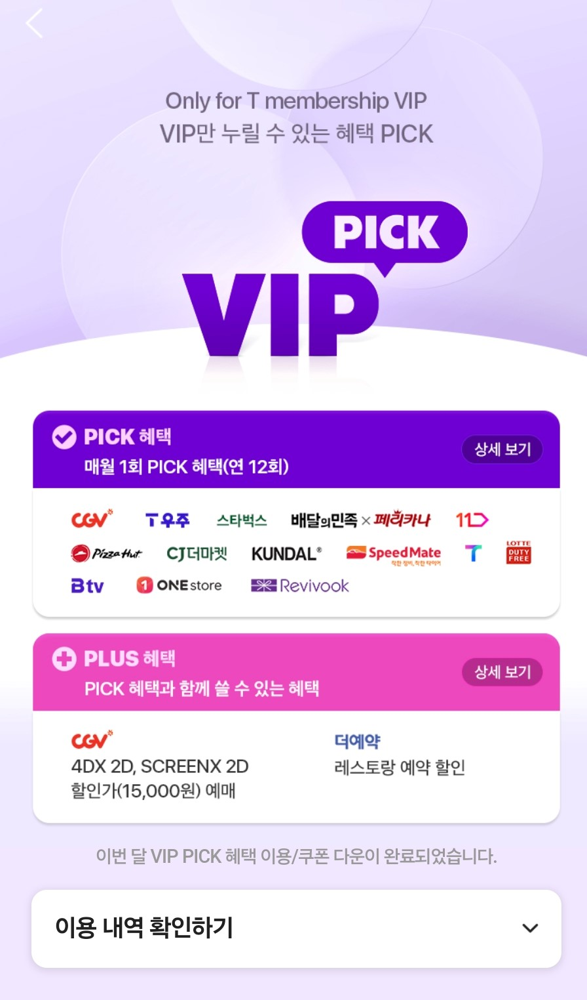 Only for T membership VIP
VIP만 누릴 수 있는 혜택 PICK
PICK
VIP
PICK 혜택
매월 1회 PICK 혜택(연 12회)
상세 보기
CGV T우주 스타벅스 배달의민족 × 페리카나 11
Pizza Hut CJ더마켓 KUNDAL® SpeedMate T LOTTE DUTY FREE
착한 정비, 착한 타이어
B tv 1 ONE store Revivook
PLUS 혜택
PICK 혜택과 함께 쓸 수 있는 혜택
상세 보기
CGV 더예약
4DX 2D, SCREENX 2D 레스토랑 예약 할인
할인가(15,000원) 예매
이번 달 VIP PICK 혜택 이용/쿠폰 다운이 완료되었습니다.
이용 내역 확인하기